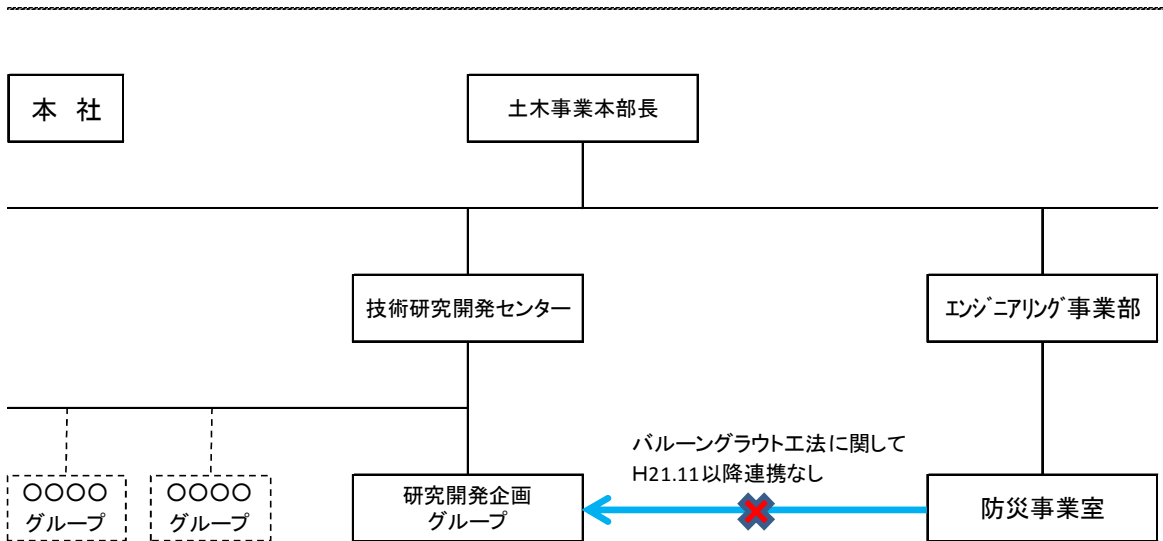 本 社
土木事業本部長
技術研究開発センター
エンジニアリング事業部
バルーングラウト工法に関して
H21.11以降連携なし
○○○○
グループ
○○○○
グループ
研究開発企画
グループ
防災事業室